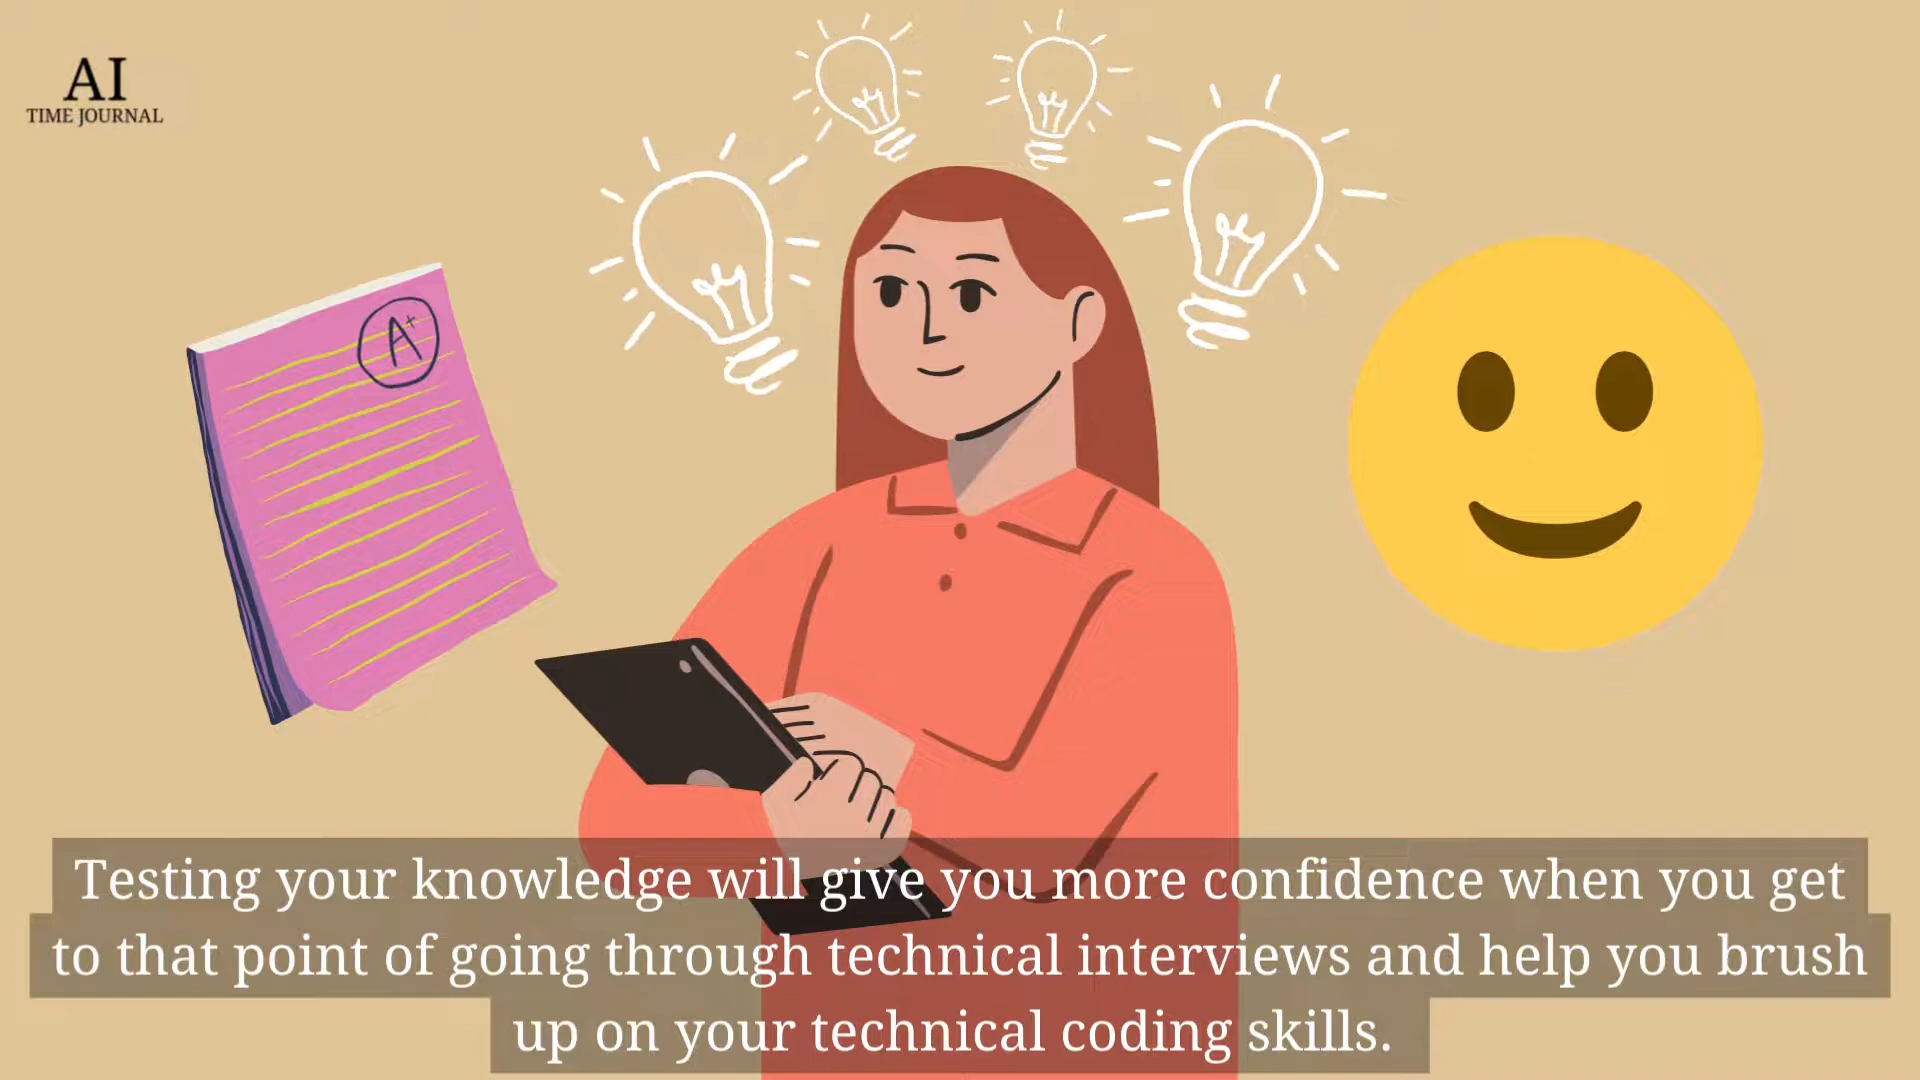 AI
TIME JOURNAL
A+
Testing your knowledge will give you more confidence when you get
to that point of going through technical interviews and help you brush
up on your technical coding skills.